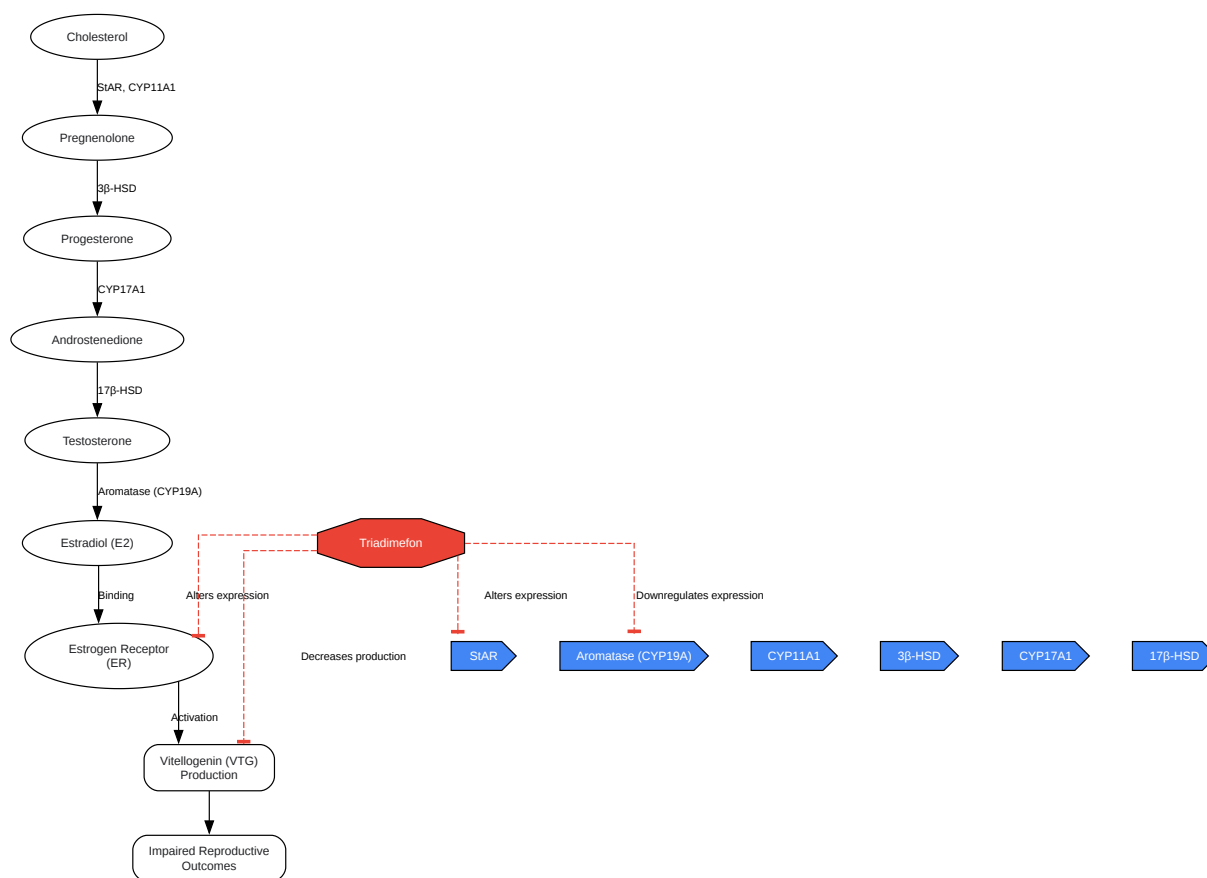 Cholesterol
StAR, CYP11A1
Pregnenolone
3β-HSD
Progesterone
CYP17A1
Androstenedione
17β-HSD
Testosterone
Aromatase (CYP19A)
Estradiol (E2)
Triadimefon
Binding
Alters expression
Alters expression
Downregulates expression
Estrogen Receptor
(ER)
Decreases production
StAR
Aromatase (CYP19A)
CYP11A1
3β-HSD
CYP17A1
17β-HSD
Activation
Vitellogenin (VTG)
Production
Impaired Reproductive
Outcomes